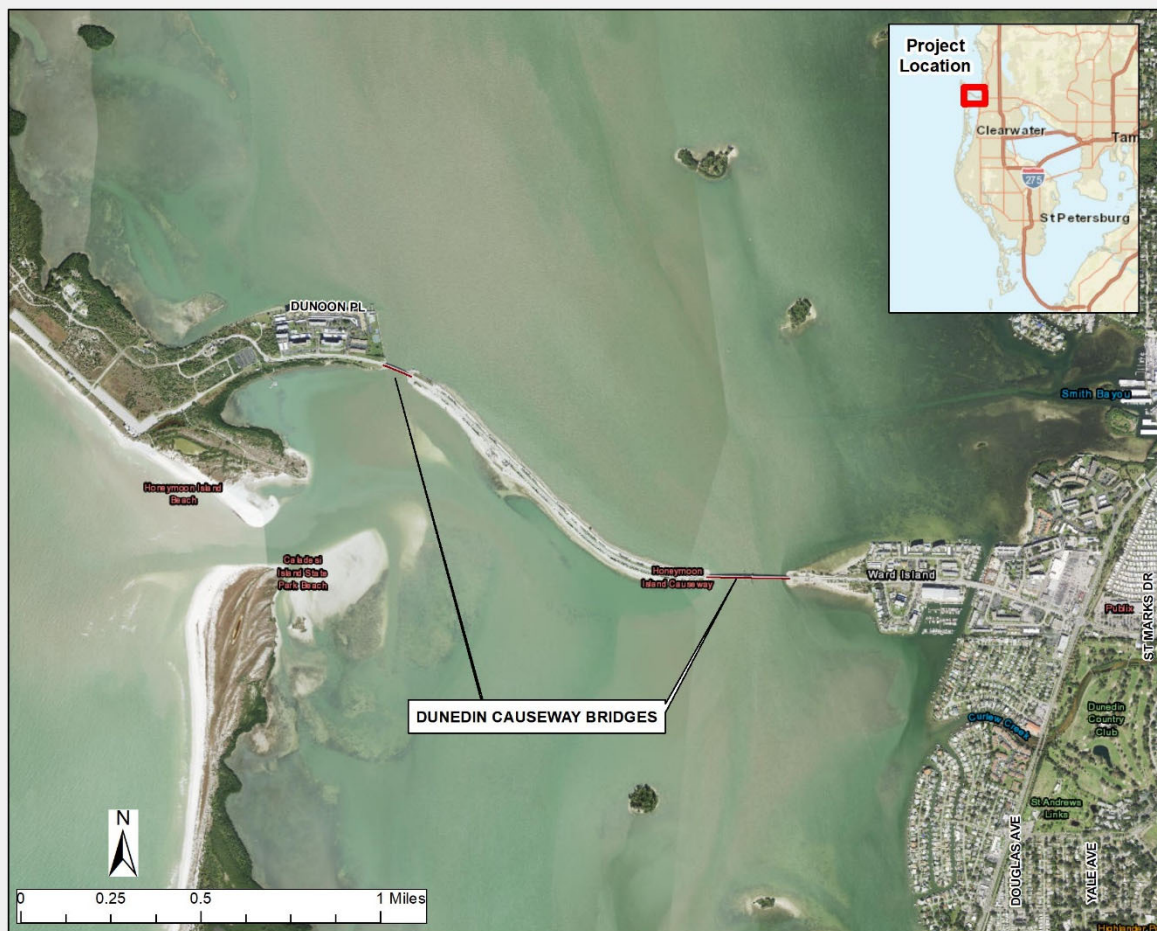 Project
Location
Clearwater
Tam
275
St Petersburg
DUNOON PL
Smith Bayou
Honeymoon Island
Beach
Caladesi
Island State
Park Beach
Honeymoon
Island Causeway
Ward Island
Publix
ST MARKS DR
DUNEDIN CAUSEWAY BRIDGES
Curlew Creek
Dunedin
Country
Club
St Andrews
Links
DOUGLAS AVE
YALE AVE
N
0 0.25 0.5 1 Miles